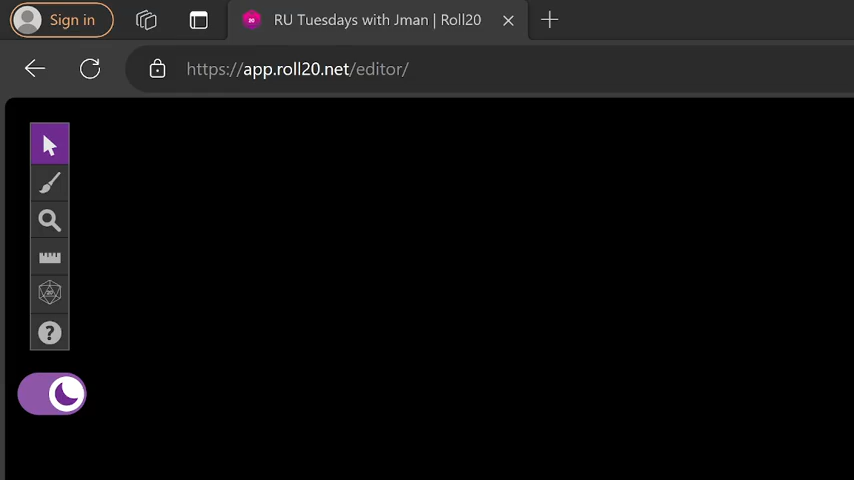 Sign in
RU Tuesdays with Jman | Roll20
https://app.roll20.net/editor/